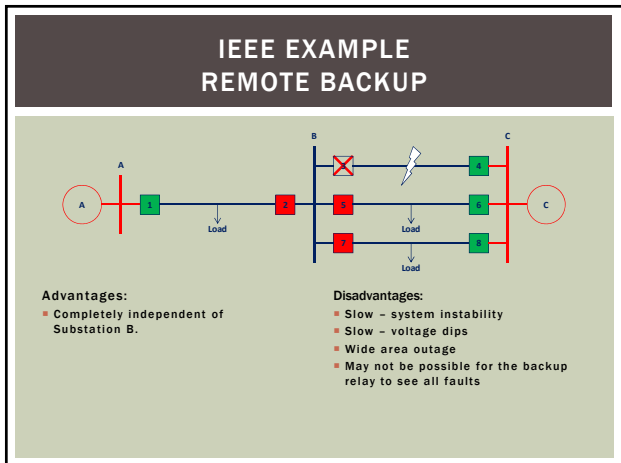 IEEE EXAMPLE
REMOTE BACKUP
B
C
A
3
4
A
1
2
5
6
C
Load
Load
7
8
Load
Advantages:
Completely independent of
Substation B.
Disadvantages:
Slow – system instability
Slow – voltage dips
Wide area outage
May not be possible for the backup
relay to see all faults